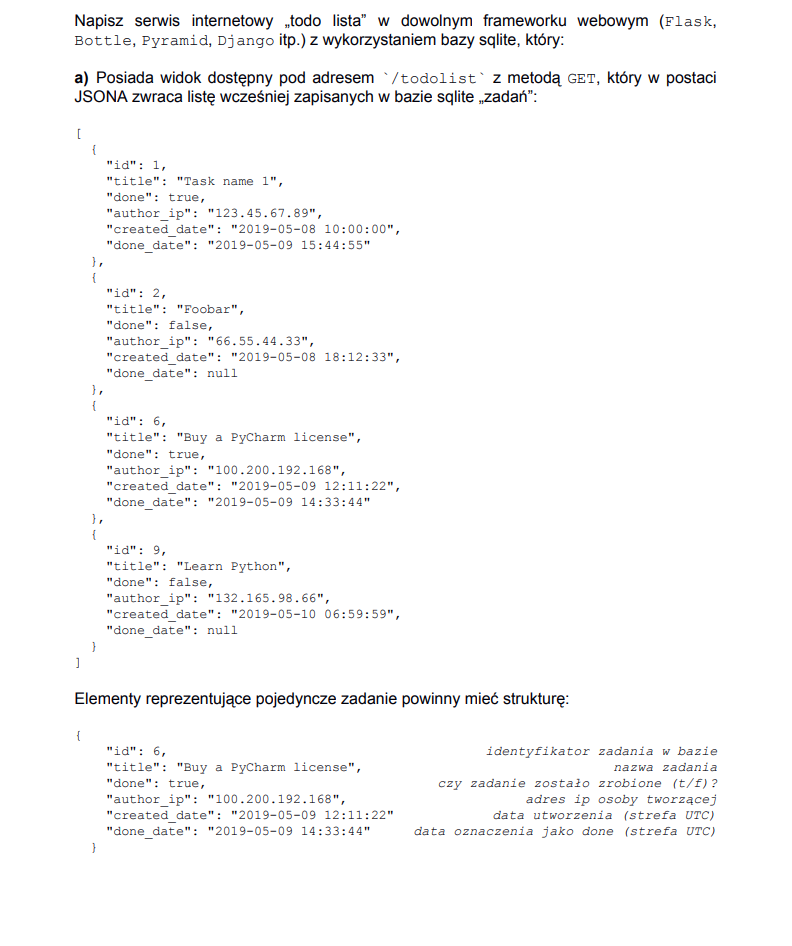 Napisz serwis internetowy „todo lista” w dowolnym frameworku webowym (Flask,
Bottle, Pyramid, Django itp.) z wykorzystaniem bazy sqlite, który:
a) Posiada widok dostępny pod adresem `/todolist` z metodą GET, który w postaci
JSONA zwraca listę wcześniej zapisanych w bazie sqlite „zadań”:
[
  {
    "id": 1,
    "title": "Task name 1",
    "done": true,
    "author_ip": "123.45.67.89",
    "created_date": "2019-05-08 10:00:00",
    "done_date": "2019-05-09 15:44:55"
  },
  {
    "id": 2,
    "title": "Foobar",
    "done": false,
    "author_ip": "66.55.44.33",
    "created_date": "2019-05-08 18:12:33",
    "done_date": null
  },
  {
    "id": 6,
    "title": "Buy a PyCharm license",
    "done": true,
    "author_ip": "100.200.192.168",
    "created_date": "2019-05-09 12:11:22",
    "done_date": "2019-05-09 14:33:44"
  },
  {
    "id": 9,
    "title": "Learn Python",
    "done": false,
    "author_ip": "132.165.98.66",
    "created_date": "2019-05-10 06:59:59",
    "done_date": null
  }
]
Elementy reprezentujące pojedyncze zadanie powinny mieć strukturę:
{
    "id": 6, identyfikator zadania w bazie
    "title": "Buy a PyCharm license", nazwa zadania
    "done": true, czy zadanie zostało zrobione (t/f)?
    "author_ip": "100.200.192.168", adres ip osoby tworzącej
    "created_date": "2019-05-09 12:11:22" data utworzenia (strefa UTC)
    "done_date": "2019-05-09 14:33:44" data oznaczenia jako done (strefa UTC)
  }